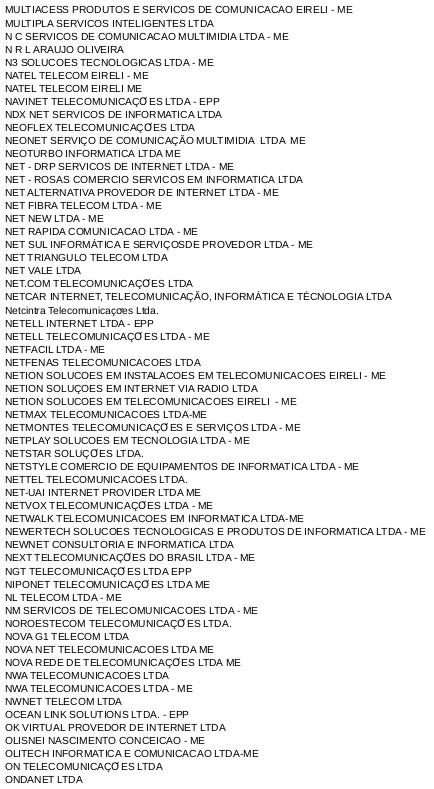 MULTIACESS PRODUTOS E SERVICOS DE COMUNICACAO EIRELI - ME
MULTIPLA SERVICOS INTELIGENTES LTDA
N C SERVICOS DE COMUNICACAO MULTIMIDIA LTDA - ME
N R L ARAUJO OLIVEIRA
N3 SOLUCOES TECNOLOGICAS LTDA - ME
NATEL TELECOM EIRELI - ME
NATEL TELECOM EIRELI ME
NAVINET TELECOMUNICAÇÕES LTDA - EPP
NDX NET SERVICOS DE INFORMATICA LTDA
NEOFLEX TELECOMUNICAÇÕES LTDA
NEONET SERVIÇO DE COMUNICAÇÃO MULTIMIDIA  LTDA  ME
NEOTURBO INFORMATICA LTDA ME
NET - DRP SERVICOS DE INTERNET LTDA - ME
NET - ROSAS COMERCIO SERVICOS EM INFORMATICA LTDA
NET ALTERNATIVA PROVEDOR DE INTERNET LTDA - ME
NET FIBRA TELECOM LTDA - ME
NET NEW LTDA - ME
NET RAPIDA COMUNICACAO LTDA - ME
NET SUL INFORMÁTICA E SERVIÇOSDE PROVEDOR LTDA - ME
NET TRIANGULO TELECOM LTDA
NET VALE LTDA
NET.COM TELECOMUNICAÇÕES LTDA
NETCAR INTERNET, TELECOMUNICAÇÃO, INFORMÁTICA E TÉCNOLOGIA LTDA
Netcintra Telecomunicações Ltda.
NETELL INTERNET LTDA - EPP
NETELL TELECOMUNICAÇÕES LTDA - ME
NETFACIL LTDA - ME
NETFENAS TELECOMUNICACOES LTDA
NETION SOLUCOES EM INSTALACOES EM TELECOMUNICACOES EIRELI - ME
NETION SOLUÇOES EM INTERNET VIA RADIO LTDA
NETION SOLUCOES EM TELECOMUNICACOES EIRELI  - ME
NETMAX TELECOMUNICACOES LTDA-ME
NETMONTES TELECOMUNICAÇÕES E SERVIÇOS LTDA - ME
NETPLAY SOLUCOES EM TECNOLOGIA LTDA - ME
NETSTAR SOLUÇÕES LTDA.
NETSTYLE COMERCIO DE EQUIPAMENTOS DE INFORMATICA LTDA - ME
NETTEL TELECOMUNICACOES LTDA.
NET-UAI INTERNET PROVIDER LTDA ME
NETVOX TELECOMUNICAÇÕES LTDA - ME
NETWALK TELECOMUNICACOES EM INFORMATICA LTDA-ME
NEWERTECH SOLUCOES TECNOLOGICAS E PRODUTOS DE INFORMATICA LTDA - ME
NEWNET CONSULTORIA E INFORMATICA LTDA
NEXT TELECOMUNICAÇÕES DO BRASIL LTDA - ME
NGT TELECOMUNICAÇÕES LTDA EPP
NIPONET TELECOMUNICAÇÕES LTDA ME
NL TELECOM LTDA - ME
NM SERVICOS DE TELECOMUNICACOES LTDA - ME
NOROESTECOM TELECOMUNICAÇÕES LTDA.
NOVA G1 TELECOM LTDA
NOVA NET TELECOMUNICACOES LTDA ME
NOVA REDE DE TELECOMUNICAÇÕES LTDA ME
NWA TELECOMUNICACOES LTDA
NWA TELECOMUNICACOES LTDA - ME
NWNET TELECOM LTDA
OCEAN LINK SOLUTIONS LTDA. - EPP
OK VIRTUAL PROVEDOR DE INTERNET LTDA
OLISNEI NASCIMENTO CONCEICAO - ME
OLITECH INFORMATICA E COMUNICACAO LTDA-ME
ON TELECOMUNICAÇÕES LTDA
ONDANET LTDA